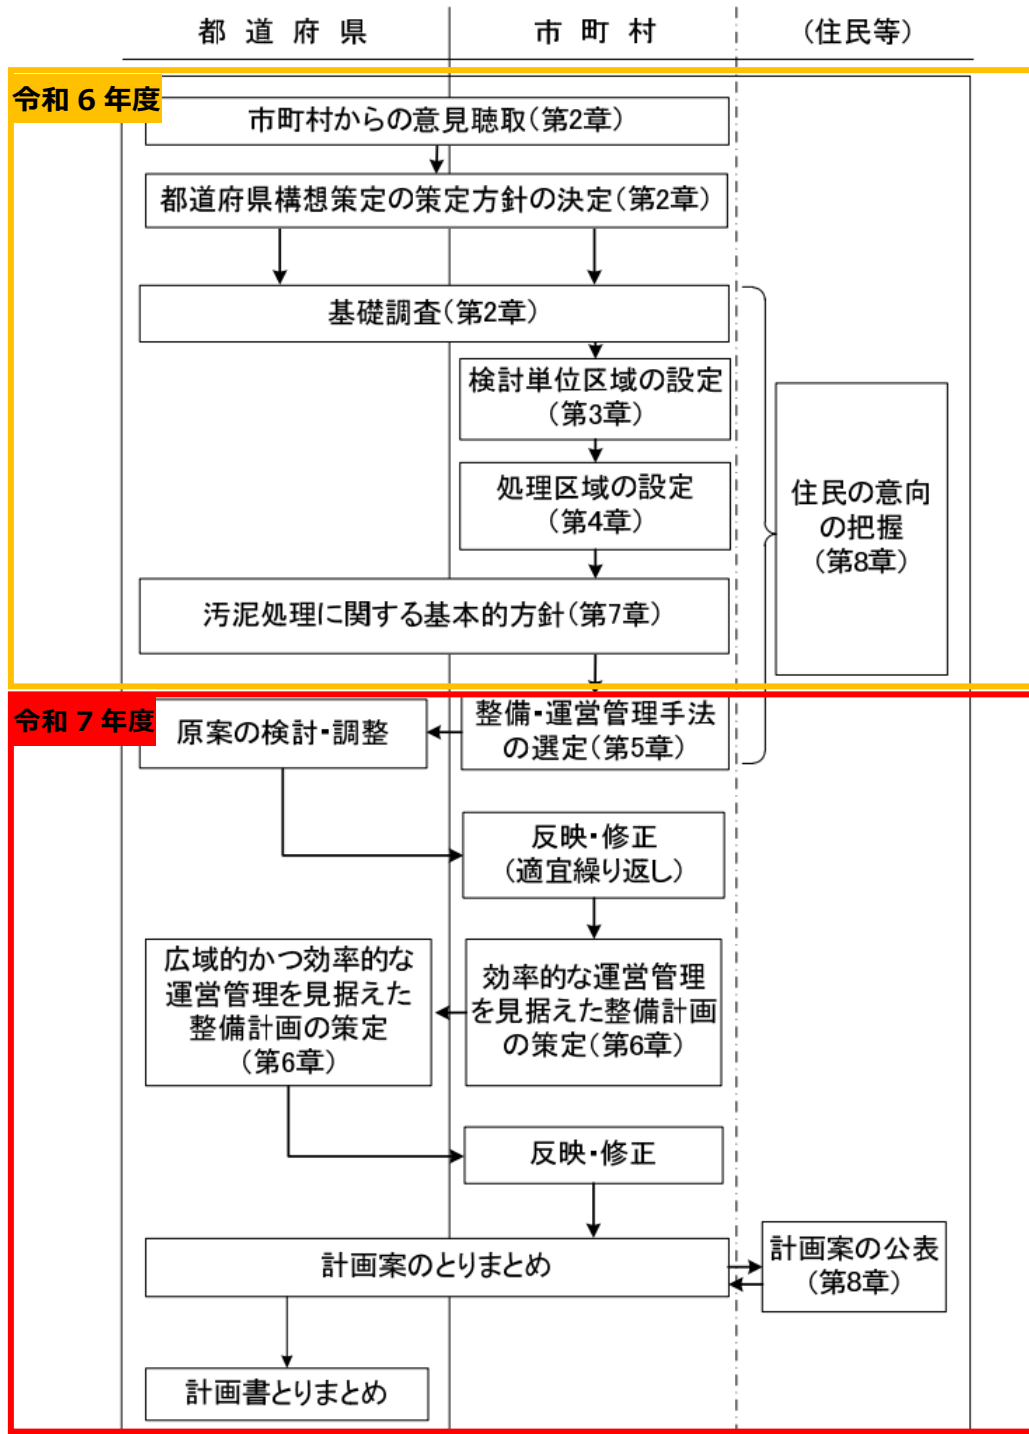 都道府県
市町村
(住民等)
令和6年度
市町村からの意見聴取(第2章)
都道府県構想策定の策定方針の決定(第2章)
基礎調査(第2章)
検討単位区域の設定
(第3章)
処理区域の設定
(第4章)
住民の意向
の把握
(第8章)
汚泥処理に関する基本的方針(第7章)
令和7年度
原案の検討・調整
整備・運営管理手法
の選定(第5章)
反映・修正
(適宜繰り返し)
広域的かつ効率的な
運営管理を見据えた
整備計画の策定
(第6章)
効率的な運営管理
を見据えた整備計画
の策定(第6章)
反映・修正
計画案のとりまとめ
計画案の公表
(第8章)
計画書とりまとめ